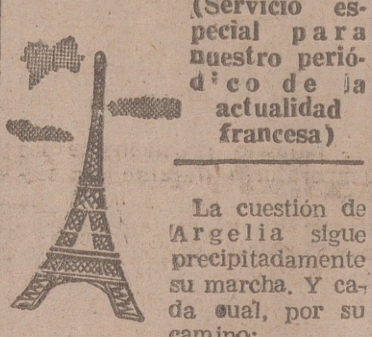 (Servicio es-
pecial para
nuestro perió-
dico de la
actualidad
francesa)
La cuestión de
Argelia sigue
precipitadamente
su marcha. Y ca-
da cual, por su
camino: